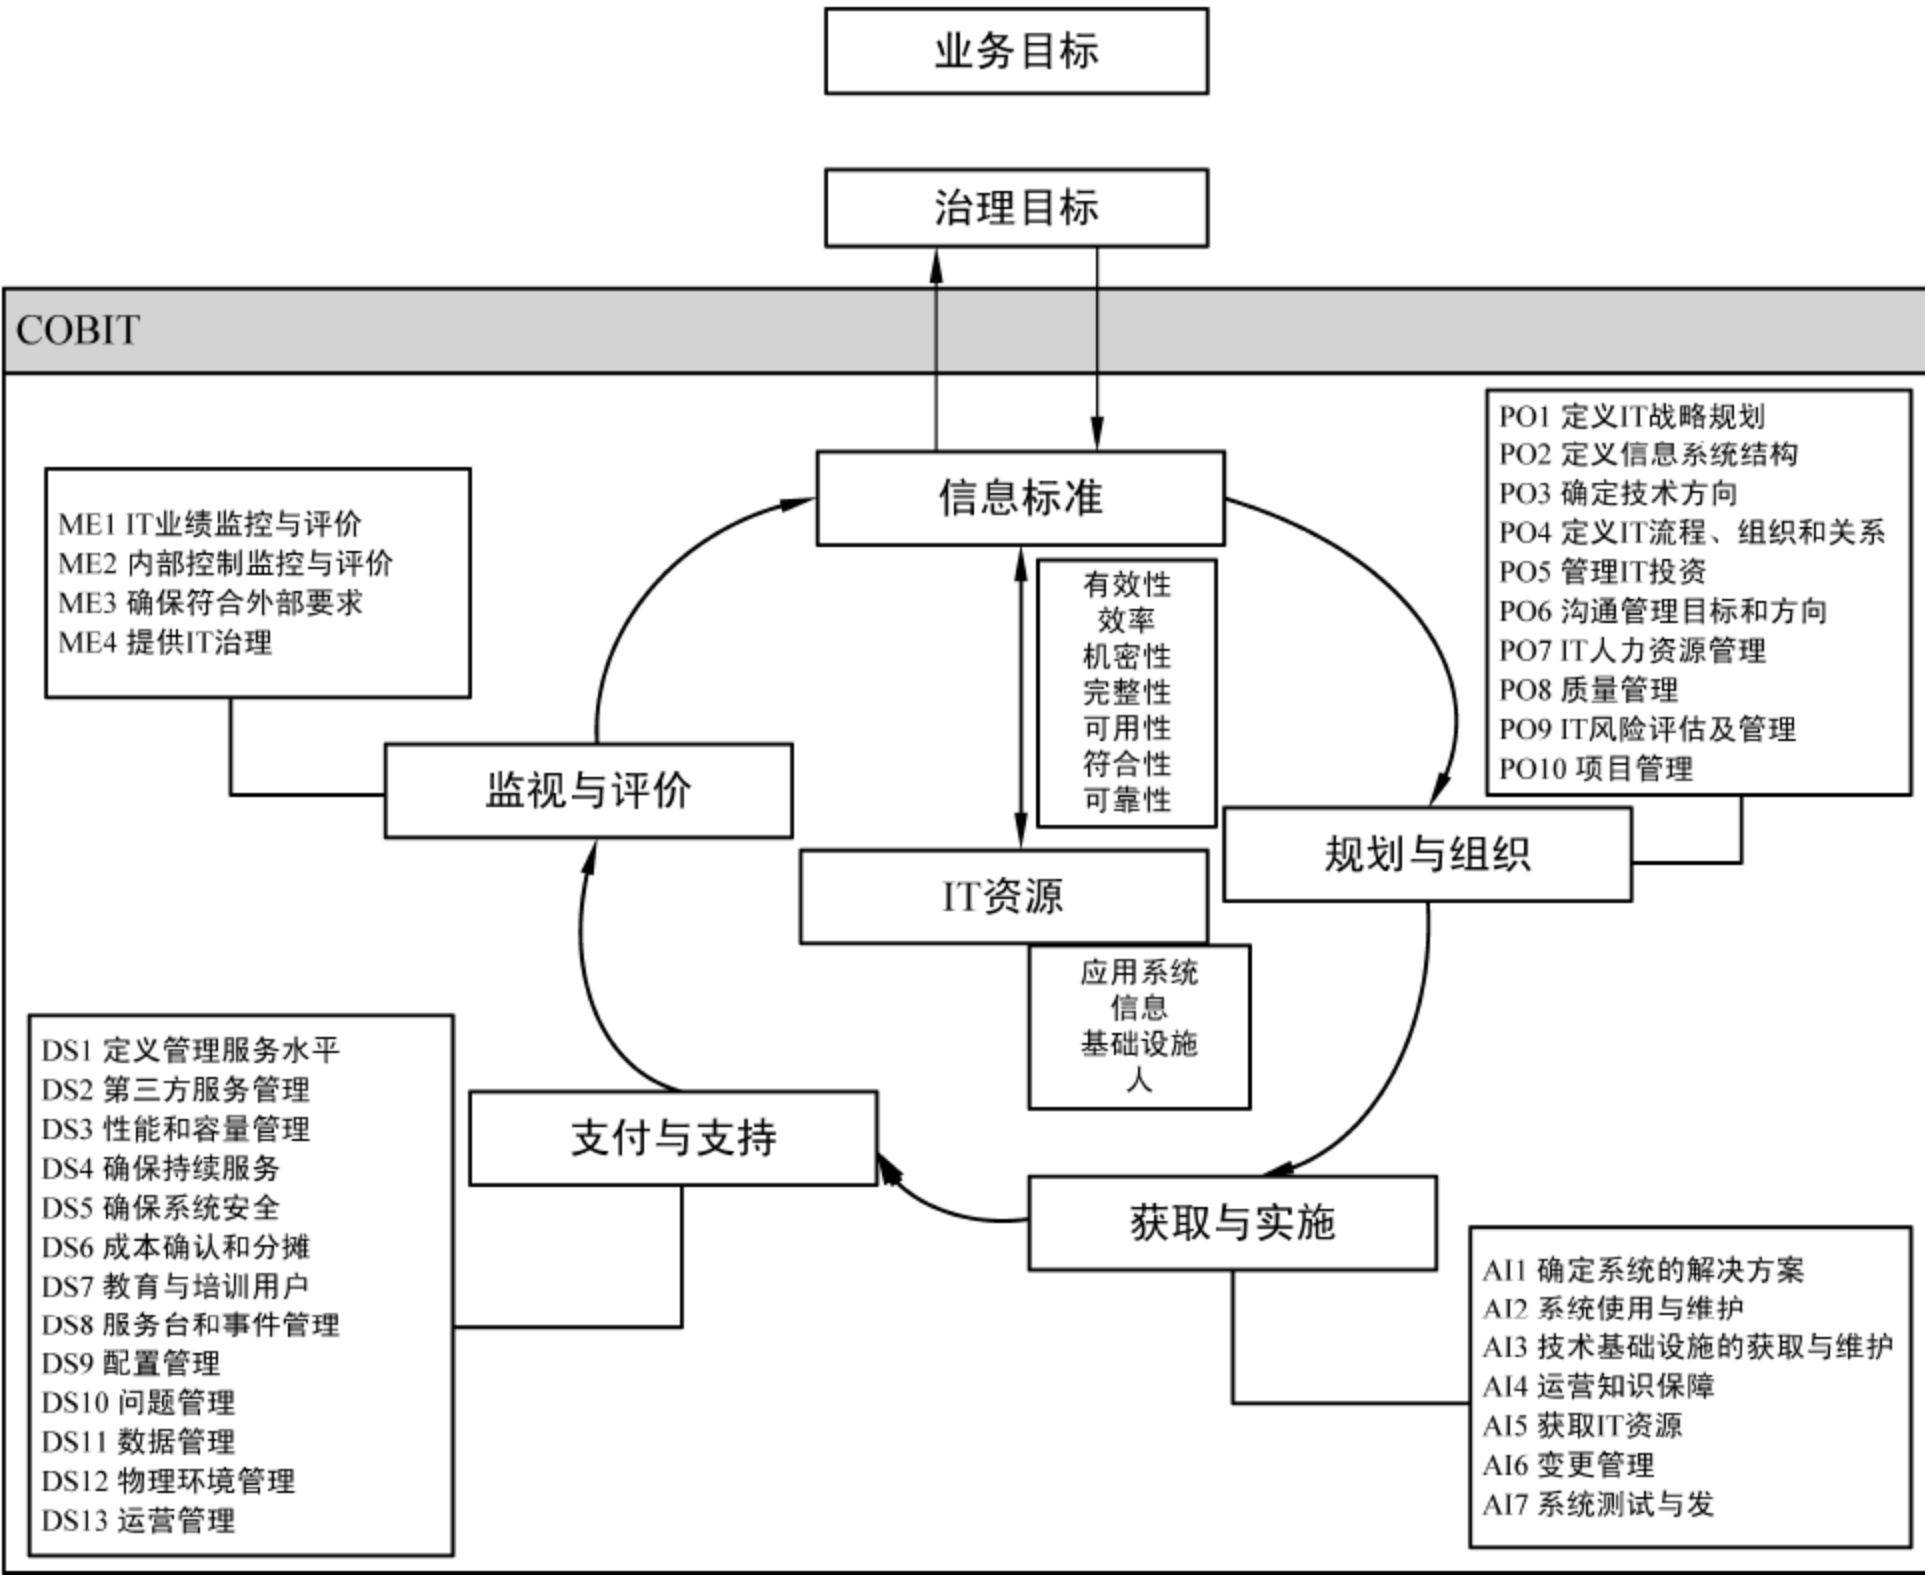 业务目标
治理目标
COBIT
信息标准
有效性
效率
机密性
完整性
可用性
符合性
可靠性
IT资源
应用系统
信息
基础设施
人
PO1 定义IT战略规划
PO2 定义信息系统结构
PO3 确定技术方向
PO4 定义IT流程、组织和关系
PO5 管理IT投资
PO6 沟通管理目标和方向
PO7 IT人力资源管理
PO8 质量管理
PO9 IT风险评估及管理
PO10 项目管理
规划与组织
获取与实施
AI1 确定系统的解决方案
AI2 系统使用与维护
AI3 技术基础设施的获取与维护
AI4 运营知识保障
AI5 获取IT资源
AI6 变更管理
AI7 系统测试与发
支付与支持
DS1 定义管理服务水平
DS2 第三方服务管理
DS3 性能和容量管理
DS4 确保持续服务
DS5 确保系统安全
DS6 成本确认和分摊
DS7 教育与培训用户
DS8 服务台和事件管理
DS9 配置管理
DS10 问题管理
DS11 数据管理
DS12 物理环境管理
DS13 运营管理
监视与评价
ME1 IT业绩监控与评价
ME2 内部控制监控与评价
ME3 确保符合外部要求
ME4 提供IT治理